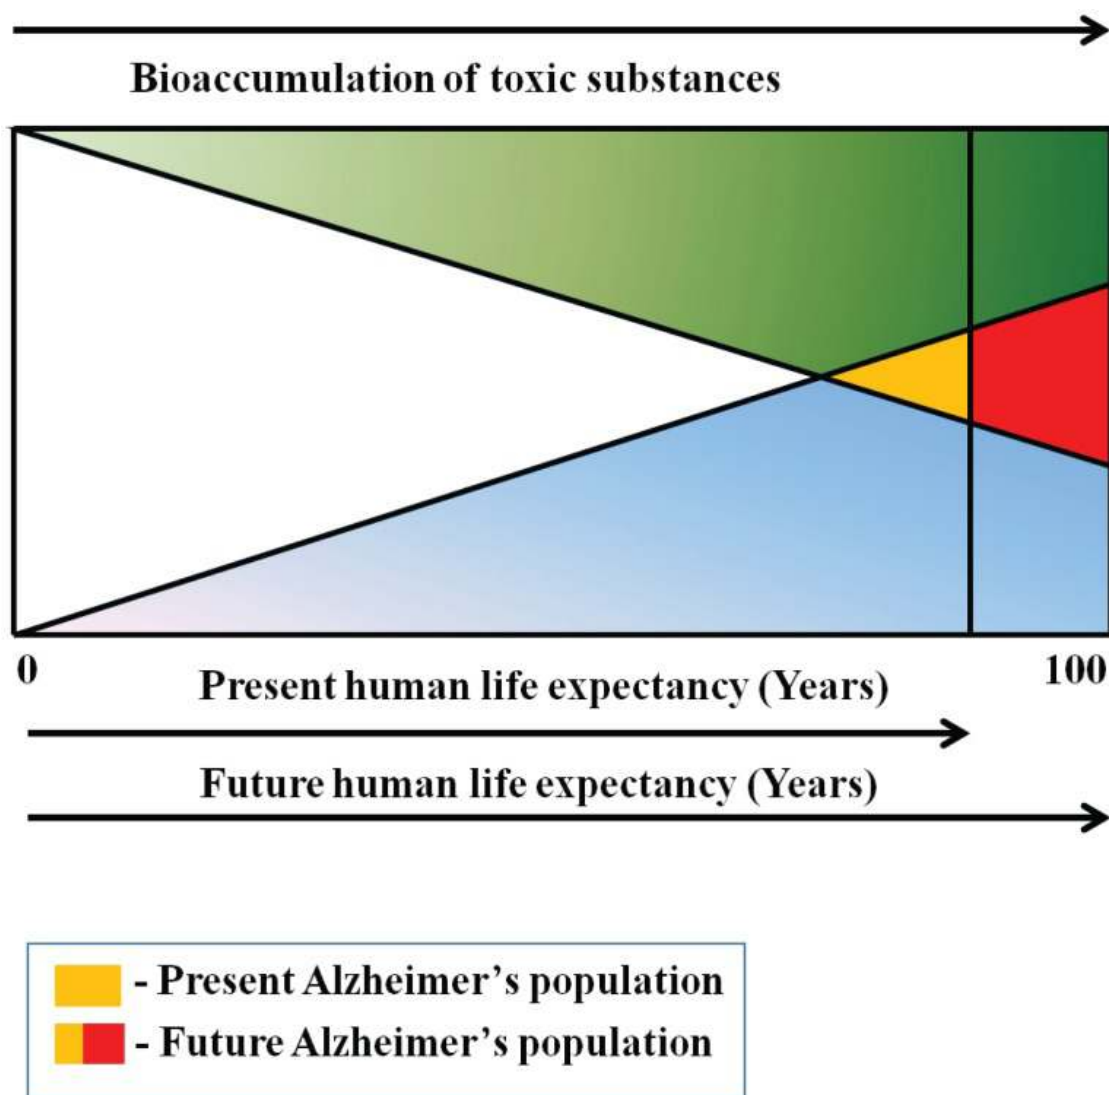 Bioaccumulation of toxic substances
0
100
Present human life expectancy (Years)
Future human life expectancy (Years)
- Present Alzheimer’s population
- Future Alzheimer’s population